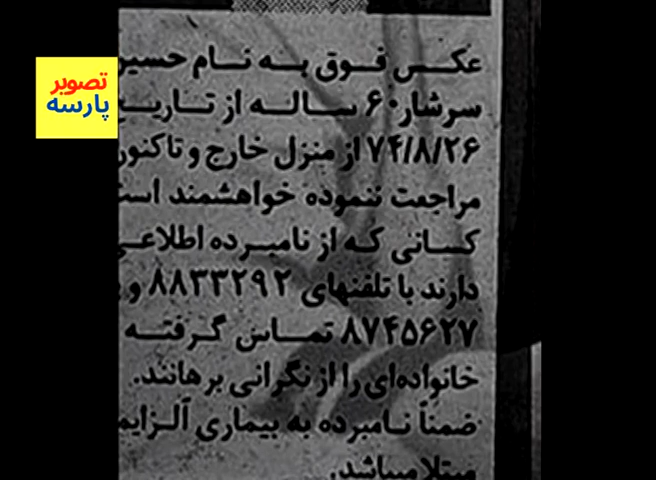 تصویر
پارسه
عکس فوق به نام حسین
سرشار ۶۰ ساله از تاریخ
۷۴/۸/۲۶ از منزل خارج و تاکنون
مراجعت ننموده خواهشمند است
کسانی که از نامبرده اطلاعی
دارند با تلفنهای ۸۸۳۳۲۹۲ و
۸۷۴۵۶۲۷ تماس گرفته
خانواده‌ای را از نگرانی برهانند.
ضمناً نامبرده به بیماری آلزایم
مبتلا میباشد.